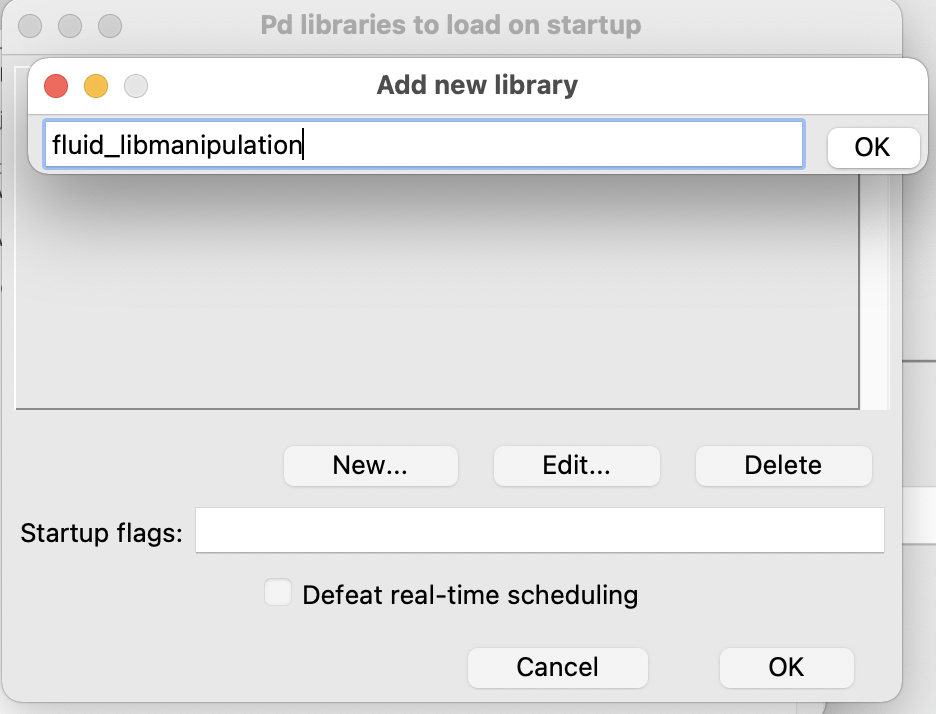 Pd libraries to load on startup
Add new library
fluid_libmanipulation
OK
New...
Edit...
Delete
Startup flags:
Defeat real-time scheduling
Cancel
OK